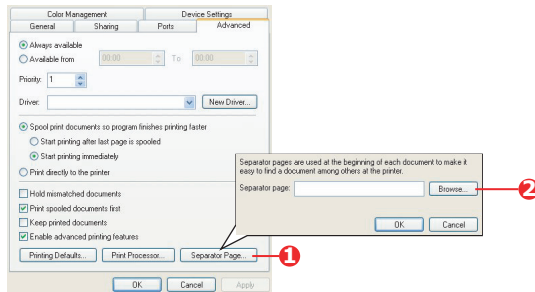 Color Management Device Settings
General Sharing Ports Advanced
Always available
Available from 00:00 To 00:00
Priority: 1
Driver: New Driver...
Spool print documents so program finishes printing faster
Start printing after last page is spooled
Start printing immediately
Print directly to the printer
Hold mismatched documents
Print spooled documents first
Keep printed documents
Enable advanced printing features
Printing Defaults... Print Processor... Separator Page... 1
OK Cancel Apply
Separator pages are used at the beginning of each document to make it
easy to find a document among others at the printer.
Separator page: Browse... 2
OK Cancel